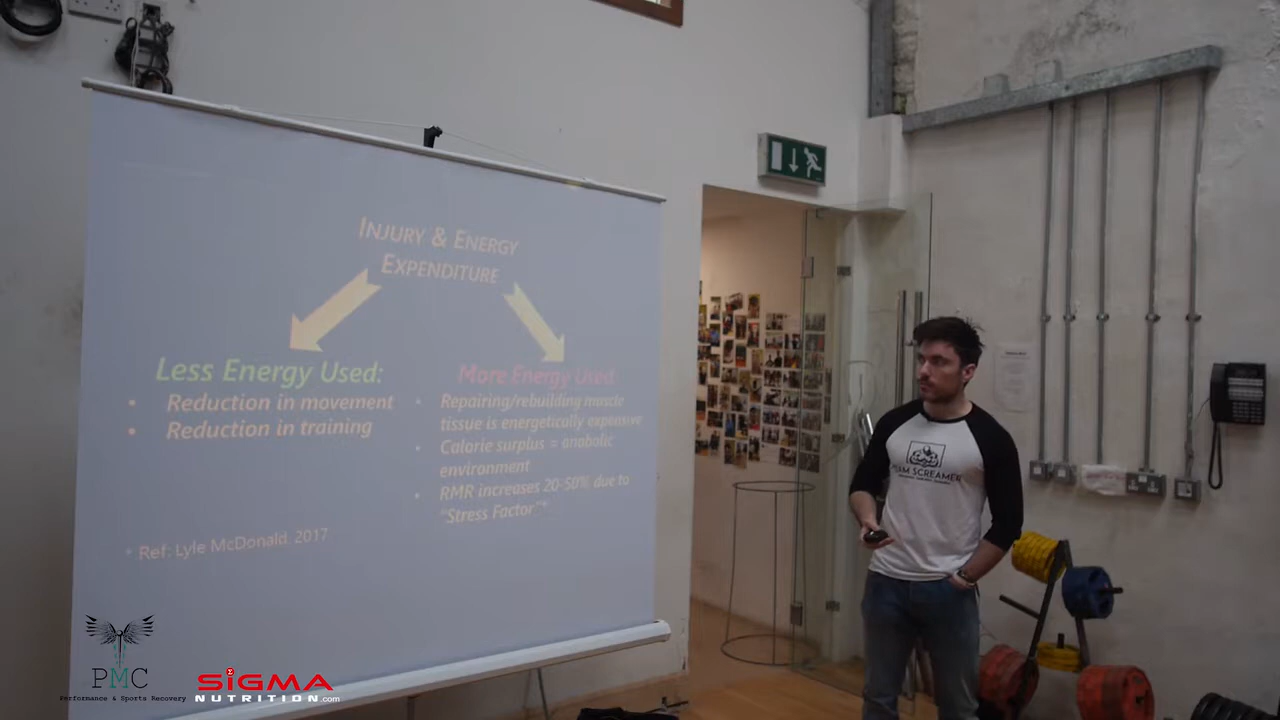 INJURY & ENERGY
EXPENDITURE
Less Energy Used:
• Reduction in movement
• Reduction in training
More Energy Used:
• Repairing/rebuilding muscle
tissue is energetically expensive
• Calorie surplus = anabolic
environment
• RMR increases 20-50% due to
"Stress Factor"
• Ref: Lyle McDonald 2017
PMC
Performance & Sports Recovery
SIGMA
NUTRITION.com
SCREAMER